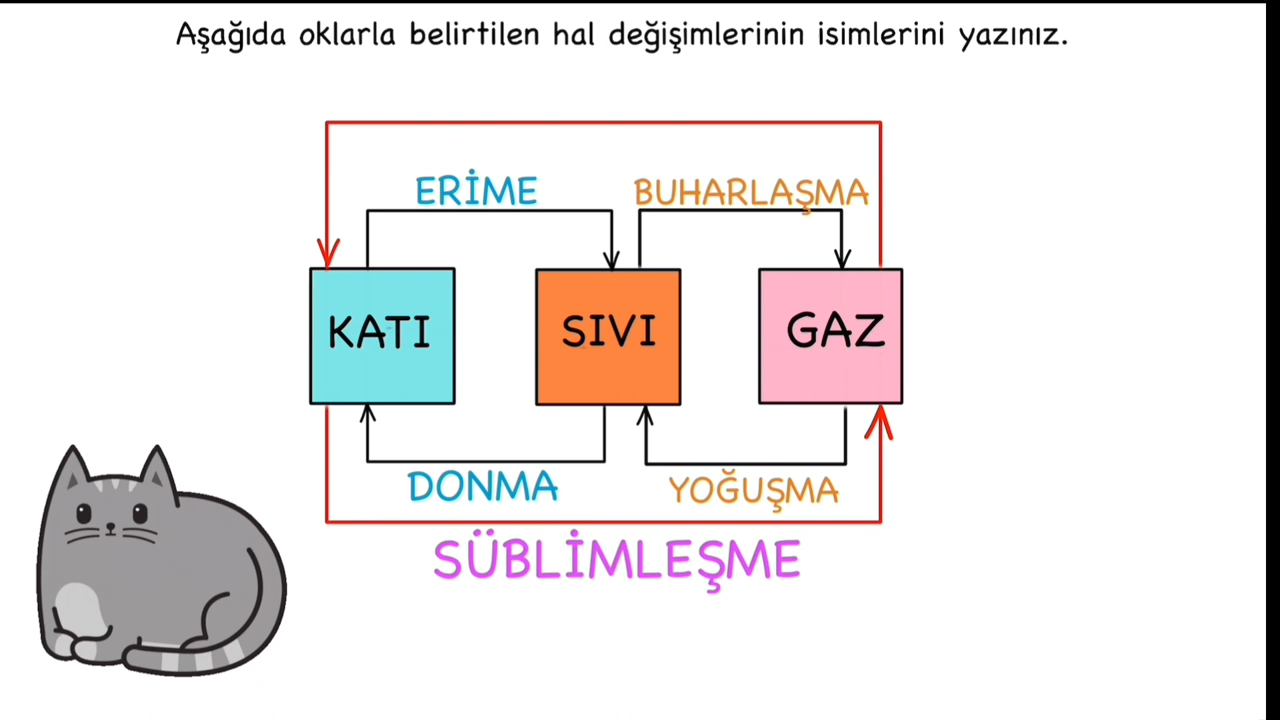 Aşağıda oklarla belirtilen hal değişimlerinin isimlerini yazınız.
ERİME
BUHARLAŞMA
KATI
SIVI
GAZ
DONMA
YOĞUŞMA
SÜBLİMLEŞME